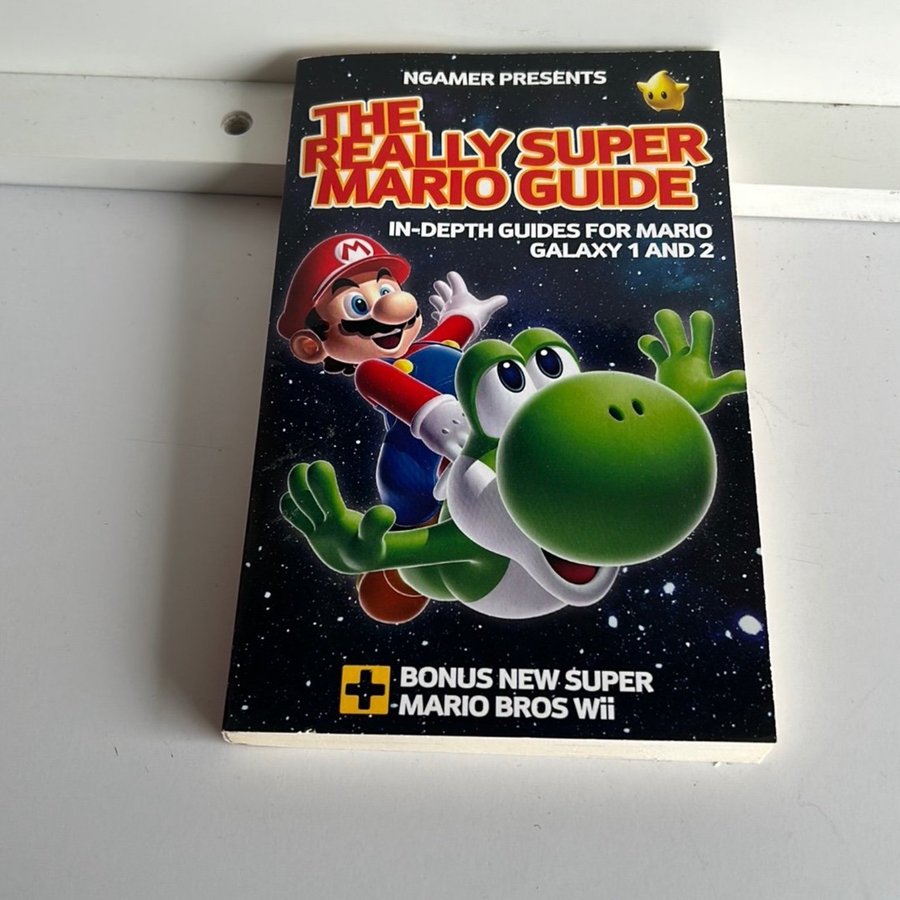 NGAMER PRESENTS
THE
REALLY SUPER
MARIO GUIDE
IN-DEPTH GUIDES FOR MARIO
GALAXY 1 AND 2
M
BONUS NEW SUPER
MARIO BROS Wii